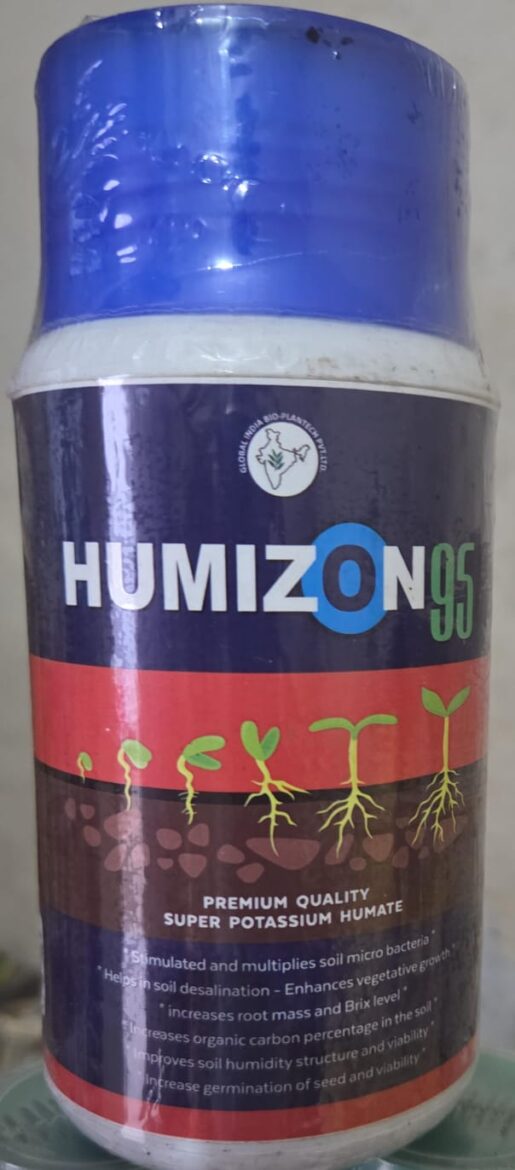 GLOBAL INDIA BIO-PLANTECH PVT.LTD.
HUMIZON95
PREMIUM QUALITY
SUPER POTASSIUM HUMATE
* Stimulated and multiplies soil micro bacteria *
* Helps in soil desalination - Enhances vegetative growth *
* increases root mass and Brix level *
* Increases organic carbon percentage in the soil *
* Improves soil humidity structure and viability *
* Increase germination of seed and viability *